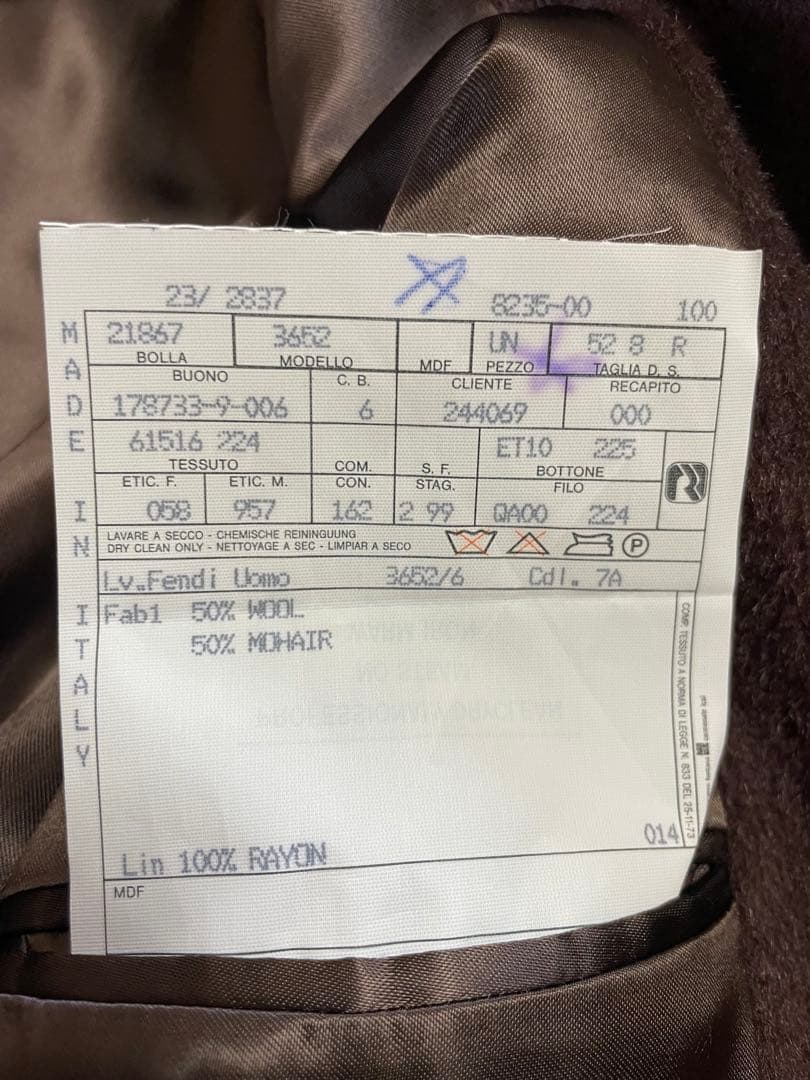 23/ 2837 8235-00 100
MADE IN ITALY
21867 3652 UN 52 8 R
BOLLA MODELLO MDF PEZZO TAGLIA D. S.
BUONO C. B. CLIENTE RECAPITO
178733-9-006 6 244069 000
61516 224 ET10 225
TESSUTO COM. S. F. BOTTONE
ETIC. F. ETIC. M. CON. STAG. FILO
058 957 162 2 99 QA00 224
LAVARE A SECCO - CHEMISCHE REININGUUNG
DRY CLEAN ONLY - NETTOYAGE A SEC - LIMPIAR A SECO
P
Lv.Fendi Uomo 3652/6 Cdl. 7A
Fab1 50% WOOL
50% MOHAIR
COMP. TESSUTO A NORMA DI LEGGE N. 833 DEL 25-11-73
014
Lin 100% RAYON
MDF